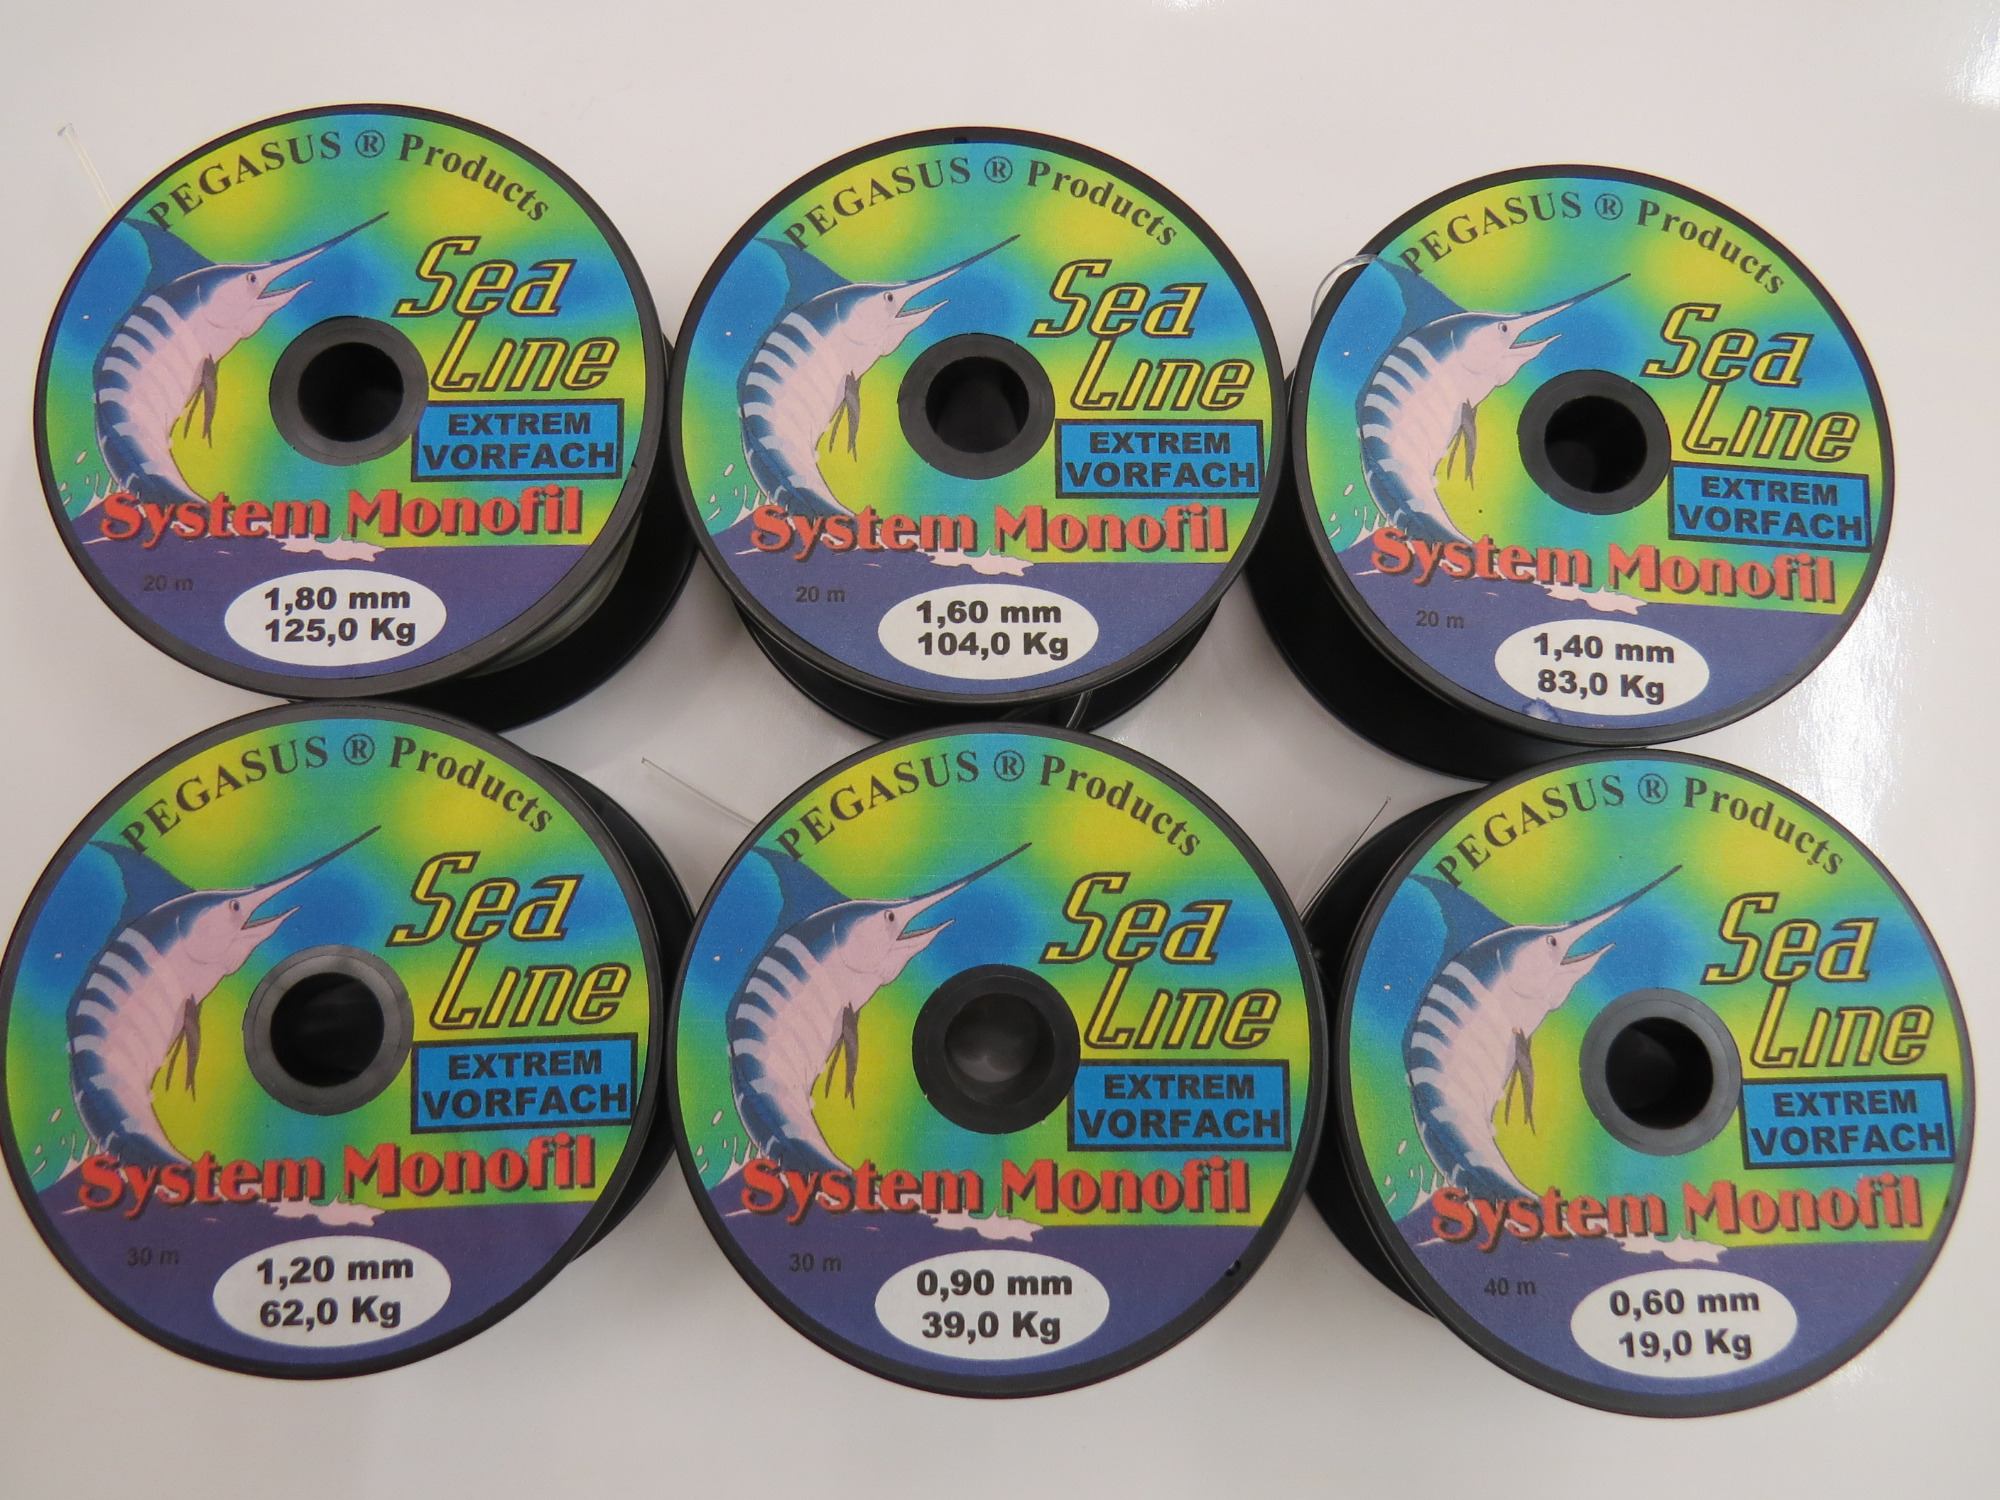 PEGASUS ® Products
Sea
Line
EXTREM
VORFACH
System Monofil
20 m
1,80 mm
125,0 Kg
PEGASUS ® Products
Sea
Line
EXTREM
VORFACH
System Monofil
20 m
1,60 mm
104,0 Kg
PEGASUS ® Products
Sea
Line
EXTREM
VORFACH
System Monofil
20 m
1,40 mm
83,0 Kg
PEGASUS ® Products
Sea
Line
EXTREM
VORFACH
System Monofil
30 m
1,20 mm
62,0 Kg
PEGASUS ® Products
Sea
Line
EXTREM
VORFACH
System Monofil
30 m
0,90 mm
39,0 Kg
PEGASUS ® Products
Sea
Line
EXTREM
VORFACH
System Monofil
40 m
0,60 mm
19,0 Kg